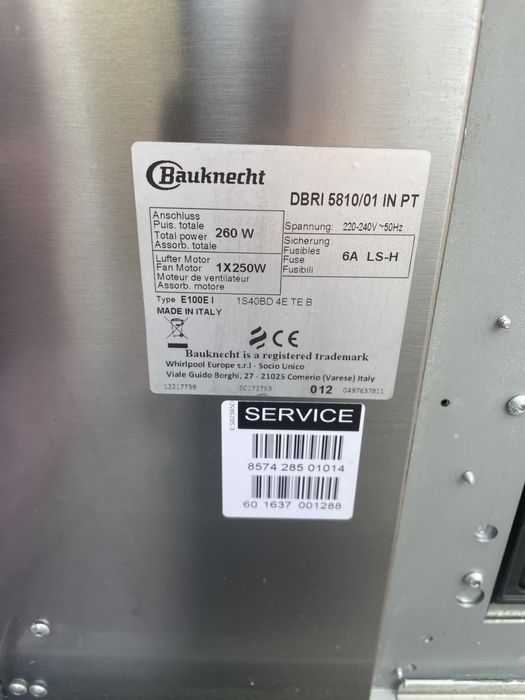 Bauknecht
DBRI 5810/01 IN PT
Anschluss
Puis. totale
Total power 260 W
Assorb. totale
Spannung: 220-240V ~50Hz
Sicherung
Fusibles
Fuse 6A LS-H
Fusibili
Lufter Motor
Fan Motor 1X250W
Moteur de ventilateur
Assorb. motore
Type E100E I 1S40BD 4E TE B
MADE IN ITALY
CE
Bauknecht is a registered trademark
Whirlpool Europe s.r.l - Socio Unico
Viale Guido Borghi, 27 - 21025 Comerio (Varese) Italy
12217739 TC172753 012 0497637811
SERVICE
8574 285 01014
60 1637 001288